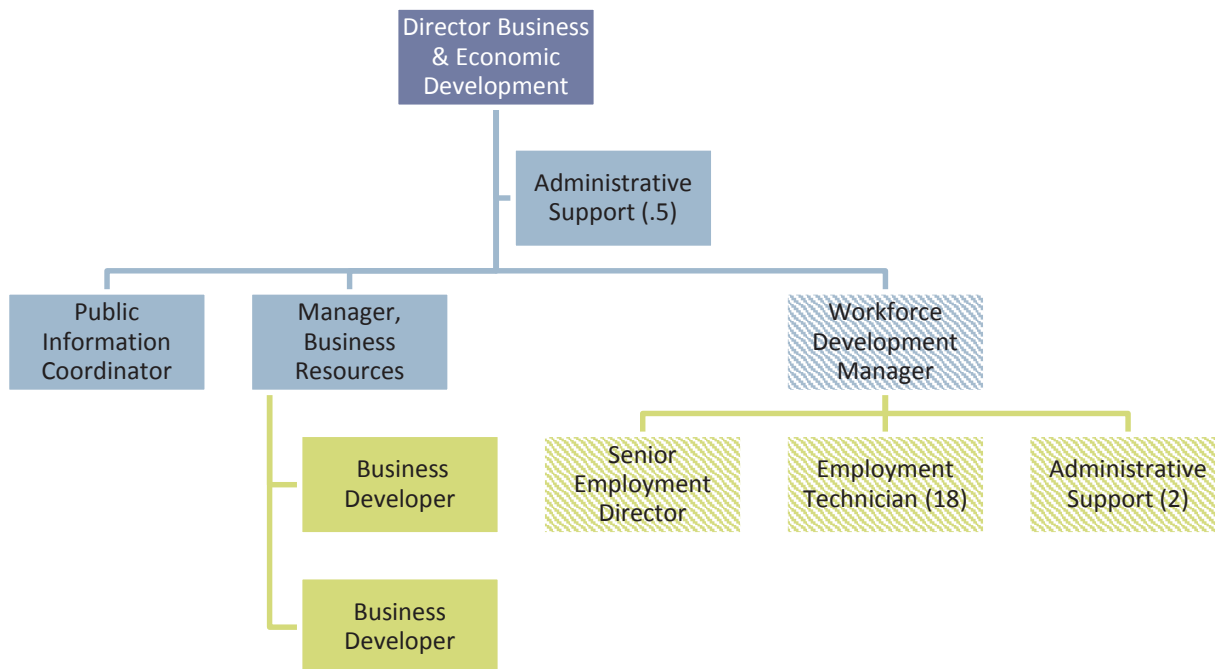 Director Business
& Economic
Development
Administrative
Support (.5)
Public
Information
Coordinator
Manager,
Business
Resources
Workforce
Development
Manager
Business
Developer
Senior
Employment
Director
Employment
Technician (18)
Administrative
Support (2)
Business
Developer